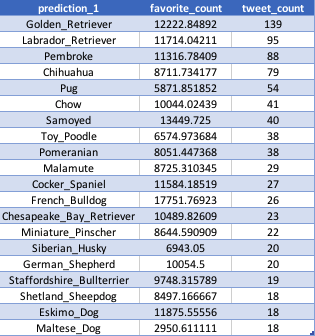 prediction_1 favorite_count tweet_count
Golden_Retriever 12222.84892 139
Labrador_Retriever 11714.04211 95
Pembroke 11316.78409 88
Chihuahua 8711.734177 79
Pug 5871.851852 54
Chow 10044.02439 41
Samoyed 13449.725 40
Toy_Poodle 6574.973684 38
Pomeranian 8051.447368 38
Malamute 8725.310345 29
Cocker_Spaniel 11584.18519 27
French_Bulldog 17751.76923 26
Chesapeake_Bay_Retriever 10489.82609 23
Miniature_Pinscher 8644.590909 22
Siberian_Husky 6943.05 20
German_Shepherd 10054.5 20
Staffordshire_Bullterrier 9748.315789 19
Shetland_Sheepdog 8497.166667 18
Eskimo_Dog 11875.55556 18
Maltese_Dog 2950.611111 18